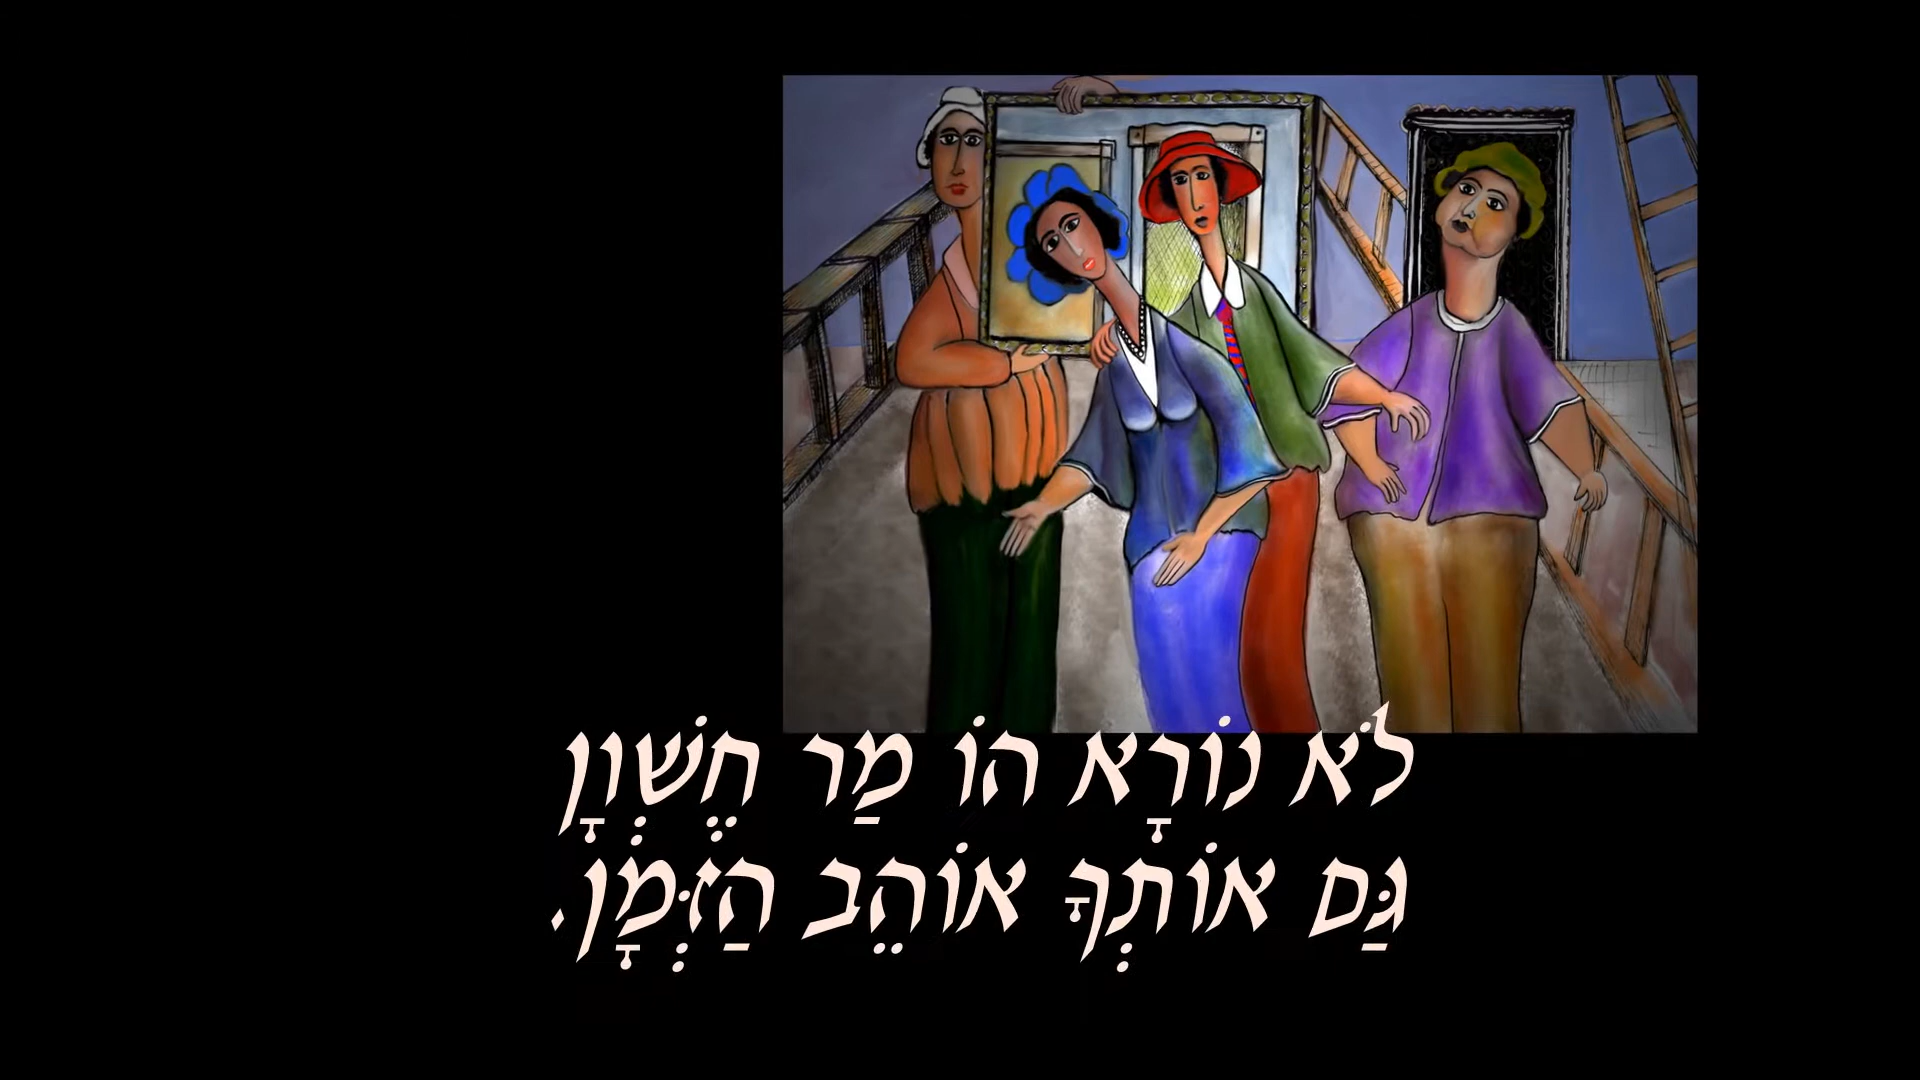 לֹא נוֹרָא הוֹ מַר חֶשְׁוָן
גַּם אוֹתְךָ אוֹהֵב הַזְּמָן.